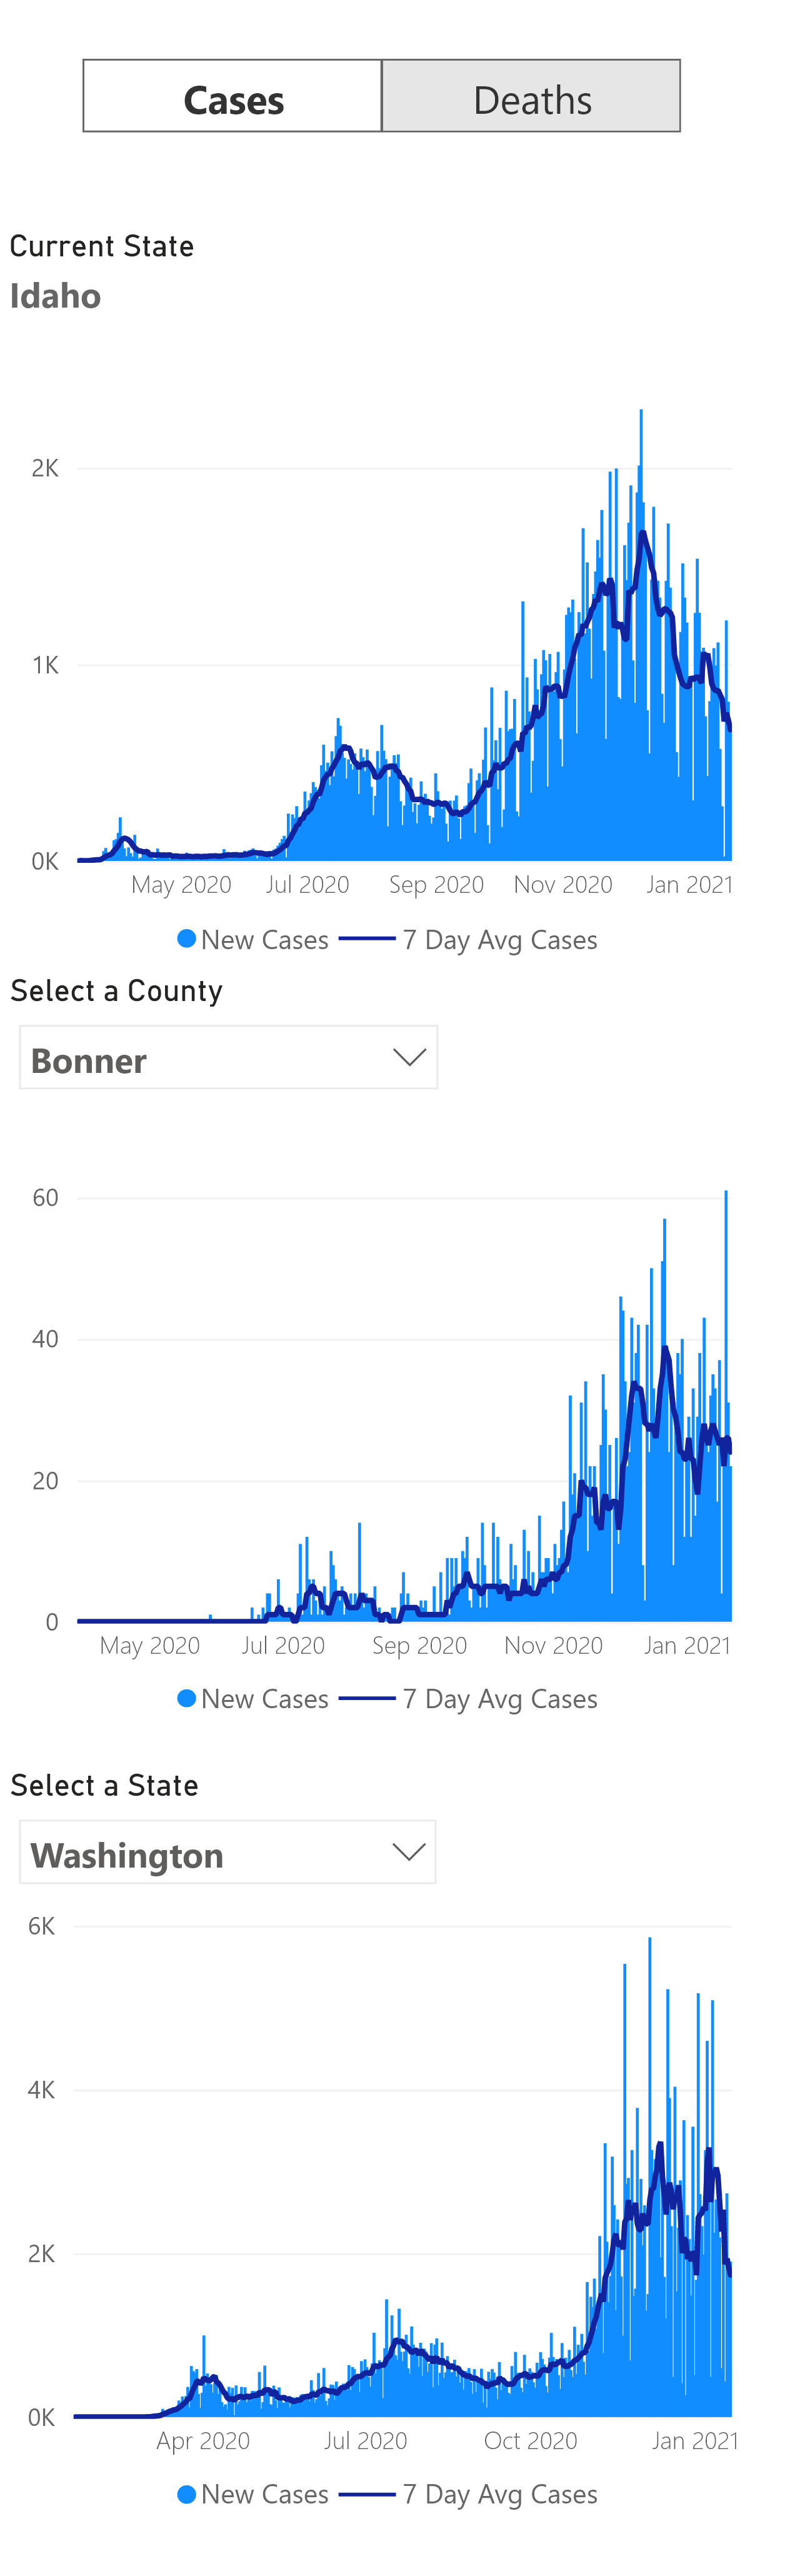 Cases Deaths
Current State
Idaho
2K
1K
0K
May 2020 Jul 2020 Sep 2020 Nov 2020 Jan 2021
New Cases 7 Day Avg Cases
Select a County
Bonner
60
40
20
0
May 2020 Jul 2020 Sep 2020 Nov 2020 Jan 2021
New Cases 7 Day Avg Cases
Select a State
Washington
6K
4K
2K
0K
Apr 2020 Jul 2020 Oct 2020 Jan 2021
New Cases 7 Day Avg Cases